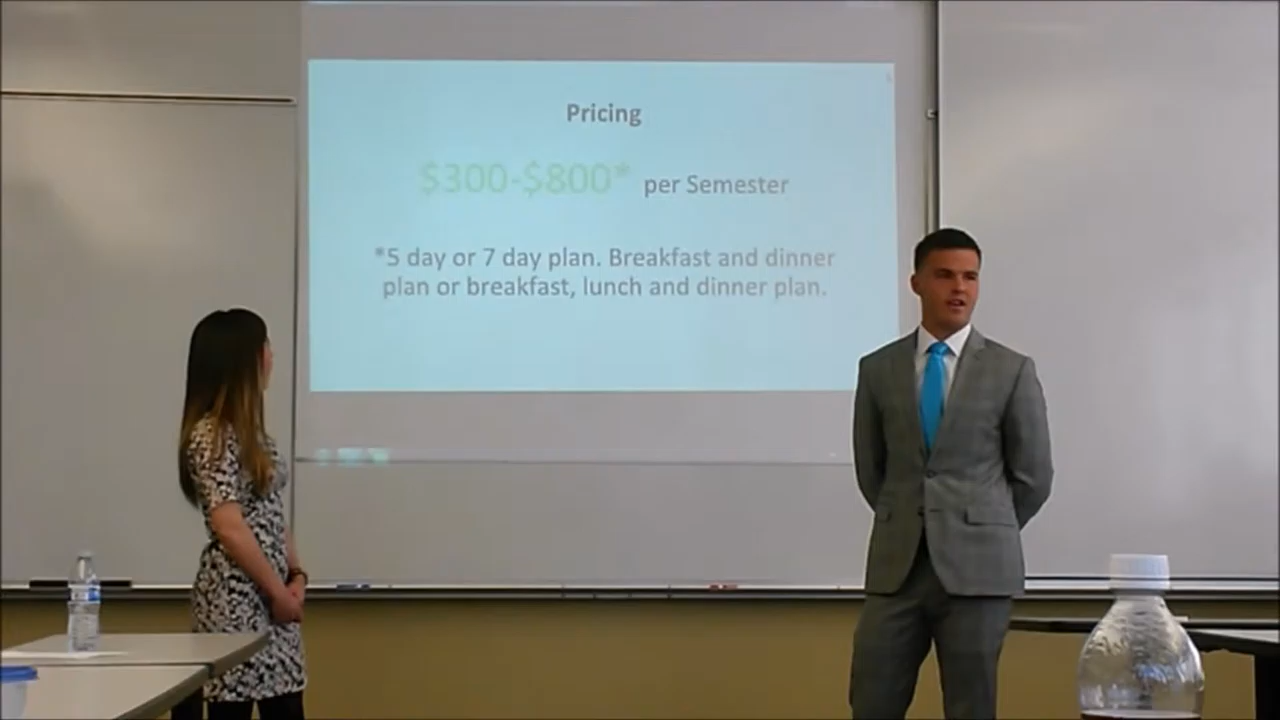 Pricing
$300-$800* per Semester
*5 day or 7 day plan. Breakfast and dinner
plan or breakfast, lunch and dinner plan.